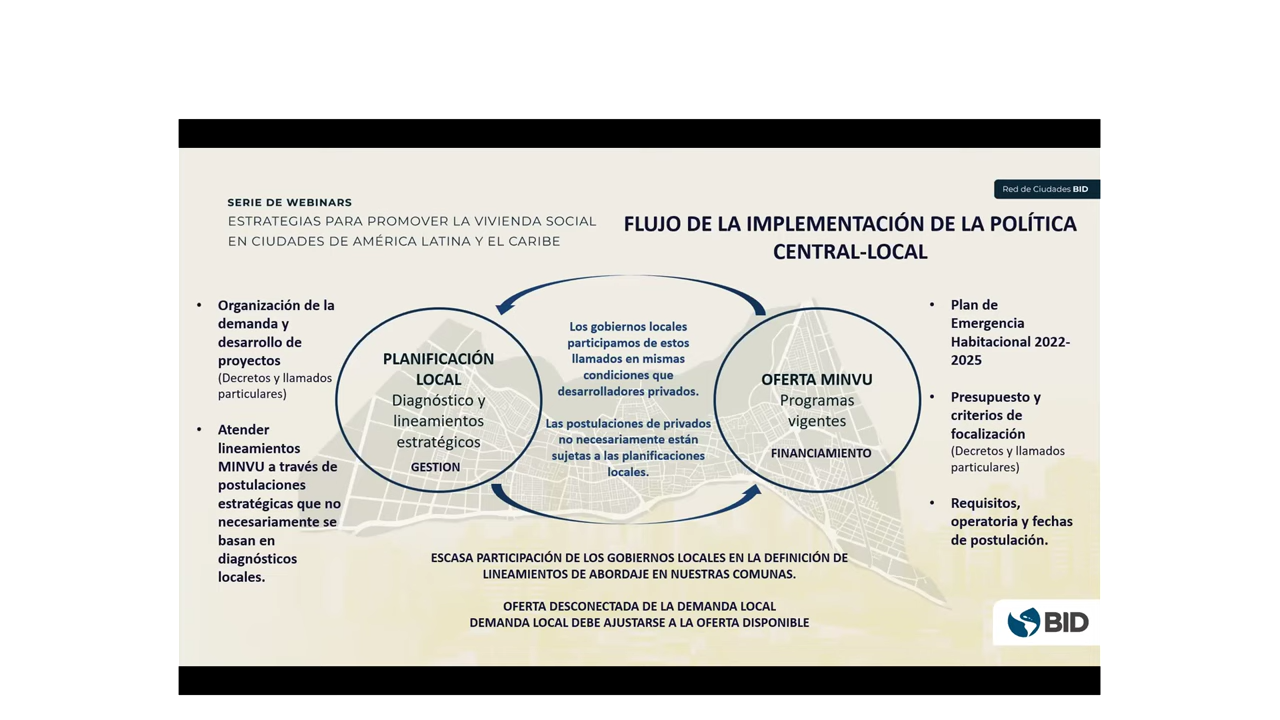 Red de Ciudades BID
SERIE DE WEBINARS
ESTRATEGIAS PARA PROMOVER LA VIVIENDA SOCIAL
EN CIUDADES DE AMÉRICA LATINA Y EL CARIBE
FLUJO DE LA IMPLEMENTACIÓN DE LA POLÍTICA
CENTRAL-LOCAL
• Organización de la
demanda y
desarrollo de
proyectos
(Decretos y llamados
particulares)
• Atender
lineamientos
MINVU a través de
postulaciones
estratégicas que no
necesariamente se
basan en
diagnósticos
locales.
PLANIFICACIÓN
LOCAL
Diagnóstico y
lineamientos
estratégicos
GESTION
Los gobiernos locales
participamos de estos
llamados en mismas
condiciones que
desarrolladores privados.
Las postulaciones de privados
no necesariamente están
sujetas a las planificaciones
locales.
OFERTA MINVU
Programas
vigentes
FINANCIAMIENTO
• Plan de
Emergencia
Habitacional 2022-
2025
• Presupuesto y
criterios de
focalización
(Decretos y llamados
particulares)
• Requisitos,
operatoria y fechas
de postulación.
ESCASA PARTICIPACIÓN DE LOS GOBIERNOS LOCALES EN LA DEFINICIÓN DE
LINEAMIENTOS DE ABORDAJE EN NUESTRAS COMUNAS.
OFERTA DESCONECTADA DE LA DEMANDA LOCAL
DEMANDA LOCAL DEBE AJUSTARSE A LA OFERTA DISPONIBLE
BID